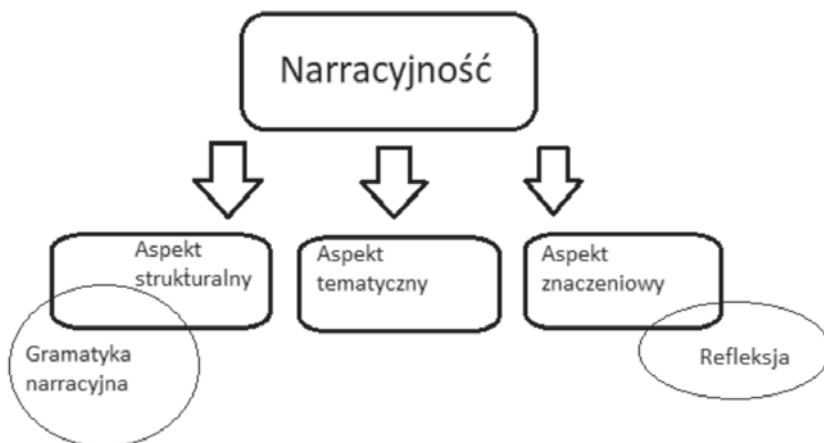 Narracyjność
Aspekt
strukturalny
Aspekt
tematyczny
Aspekt
znaczeniowy
Gramatyka
narracyjna
Refleksja